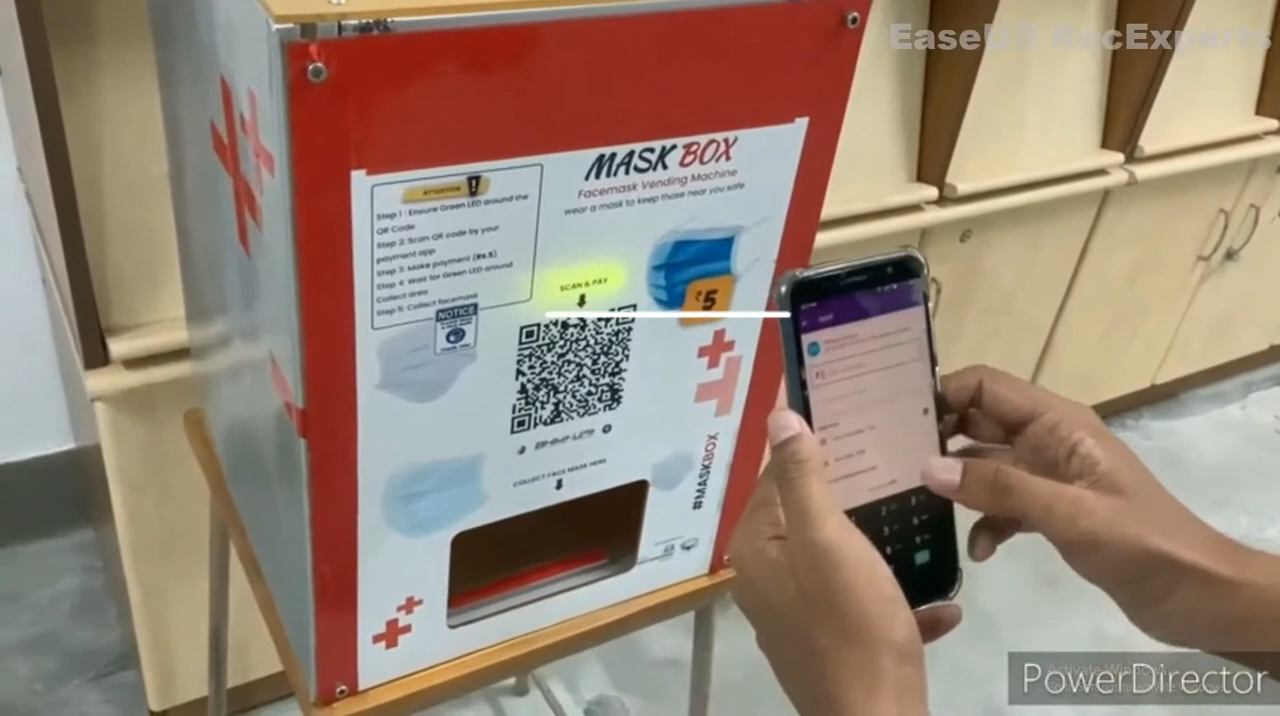 EaseUS RecExperts
MASK BOX
Facemask Vending Machine
wear a mask to keep those near you safe
ATTENTION !
Step 1 : Ensure Green LED around the
QR Code
Step 2: Scan QR code by your
payment app
Step 3: Make payment (Rs.5)
Step 4: Wait for Green LED around
Collect area
Step 5: Collect facemask
NOTICE
SCAN & PAY
₹5
BHIM UPI
COLLECT FACE MASK HERE
#MASKBOX
Activate Windows
PowerDirector